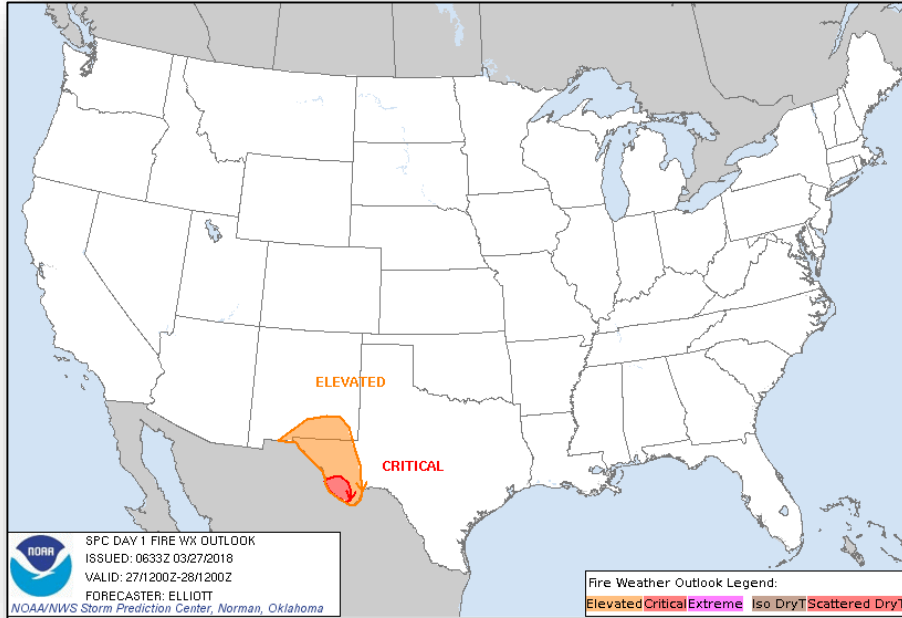 ELEVATED
CRITICAL
NOAA
SPC DAY 1 FIRE WX OUTLOOK
ISSUED: 0633Z 03/27/2018
VALID: 27/1200Z-28/1200Z
FORECASTER: ELLIOTT
NOAA/NWS Storm Prediction Center, Norman, Oklahoma
Fire Weather Outlook Legend:
Elevated Critical Extreme Iso DryT Scattered DryT